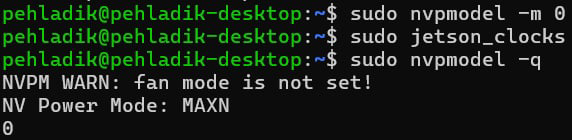 pehladik@pehladik-desktop:~$ sudo nvpmodel -m 0
pehladik@pehladik-desktop:~$ sudo jetson_clocks
pehladik@pehladik-desktop:~$ sudo nvpmodel -q
NVPM WARN: fan mode is not set!
NV Power Mode: MAXN
0